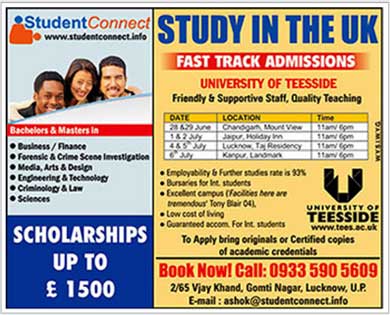 StudentConnect
www.studentconnect.info
Bachelors & Masters in
Business / Finance
Forensic & Crime Scene Investigation
Media, Arts & Design
Engineering & Technology
Criminology & Law
Sciences
SCHOLARSHIPS
UP TO
£ 1500
STUDY IN THE UK
FAST TRACK ADMISSIONS
UNIVERSITY OF TEESSIDE
Friendly & Supportive Staff, Quality Teaching
DATE LOCATION Time
28 &29 June Chandigarh, Mount View 11am/ 6pm
1 & 2 July Jaipur, Holiday Inn 11am/ 6pm
4 & 5th July Lucknow, Taj Residency 11am/ 6pm
6th July Kanpur, Landmark 11am/ 6pm
Employability & Further studies rate is 93%
Bursaries for Int. students
Excellent campus ('Facilities here are
tremendous' Tony Blair 04),
Low cost of living
Guaranteed accom. For Int. students
UNIVERSITY OF
TEESSIDE
www.tees.ac.uk
To Apply bring originals or Certified copies
of academic credentials
Book Now! Call: 0933 590 5609
2/65 Vijay Khand, Gomti Nagar, Lucknow, U.P.
E-mail : ashok@studentconnect.info